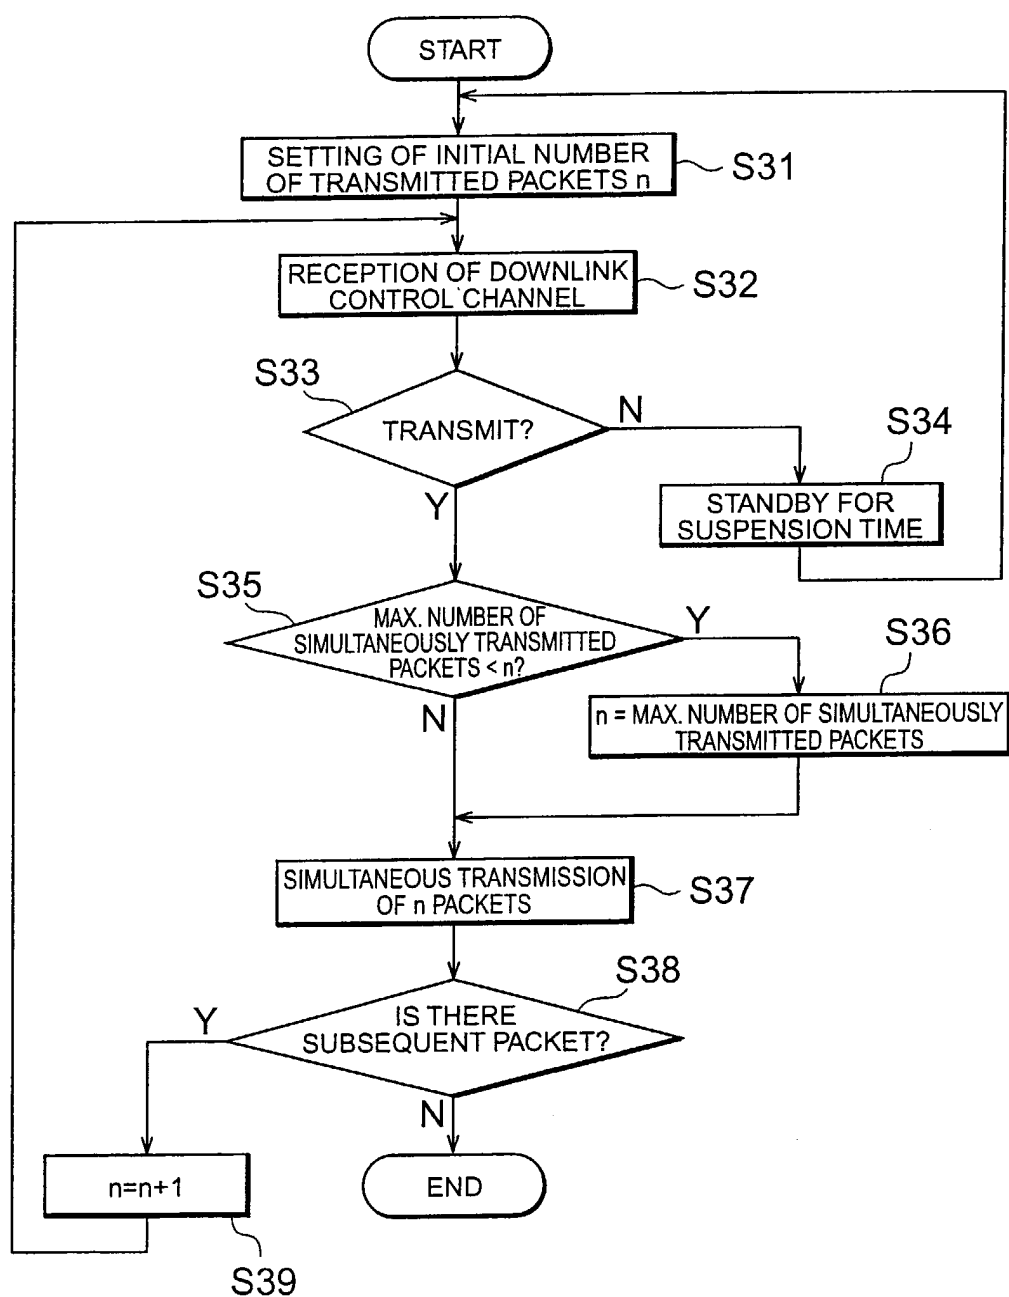 START
SETTING OF INITIAL NUMBER
OF TRANSMITTED PACKETS n
S31
RECEPTION OF DOWNLINK
CONTROL CHANNEL
S32
S33
TRANSMIT?
N
Y
S34
STANDBY FOR
SUSPENSION TIME
S35
MAX. NUMBER OF
SIMULTANEOUSLY TRANSMITTED
PACKETS < n?
Y
N
S36
n = MAX. NUMBER OF SIMULTANEOUSLY
TRANSMITTED PACKETS
SIMULTANEOUS TRANSMISSION
OF n PACKETS
S37
S38
IS THERE
SUBSEQUENT PACKET?
Y
N
n=n+1
END
S39